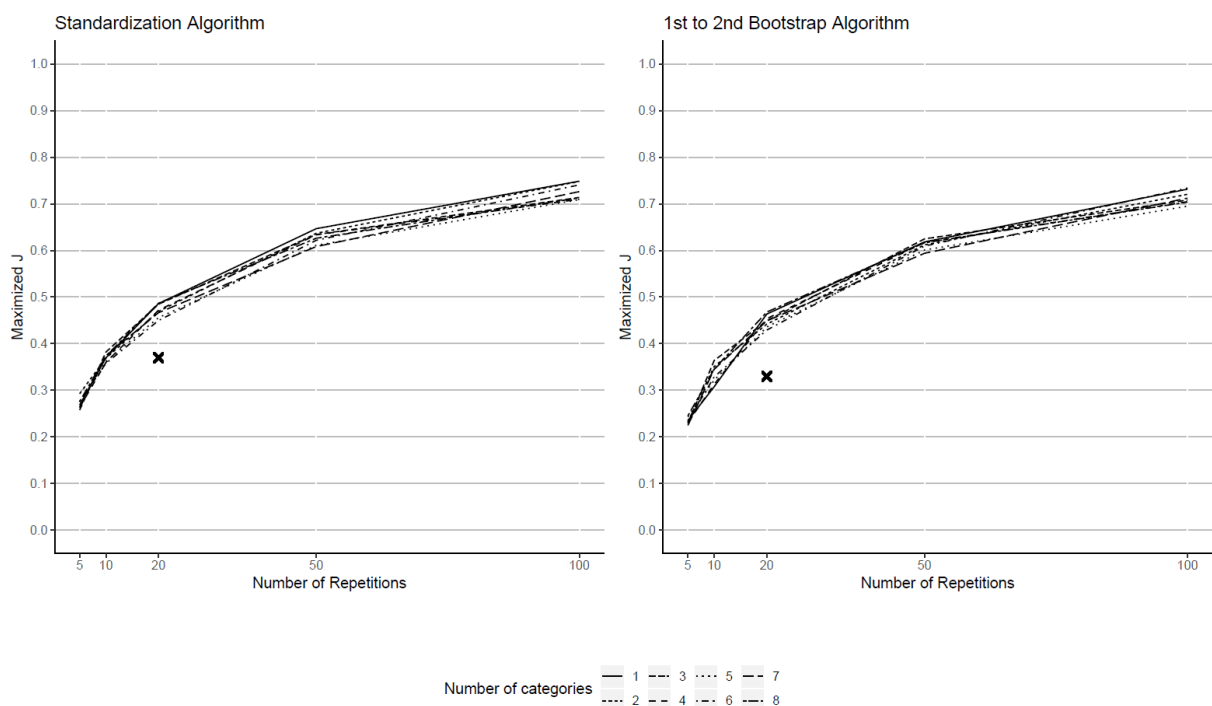 Standardization Algorithm
1.0
0.9
0.8
0.7
0.6
0.5
0.4
0.3
0.2
0.1
0.0
Maximized J
5 10 20 50 100
Number of Repetitions
1st to 2nd Bootstrap Algorithm
1.0
0.9
0.8
0.7
0.6
0.5
0.4
0.3
0.2
0.1
0.0
Maximized J
5 10 20 50 100
Number of Repetitions
Number of categories
1 3 5 7
2 4 6 8